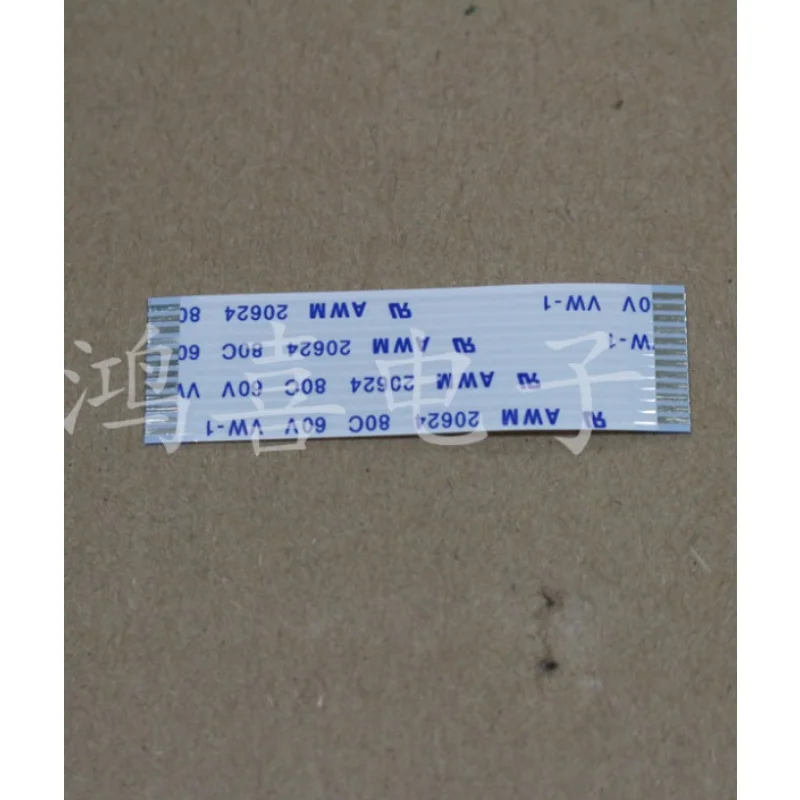 AWM 20624 80C 60V VW-1
AWM 20624 80C 60V VV
-1 AWM 20624 80C 60
0V VW-1 AWM 20624 80
鸿喜电子